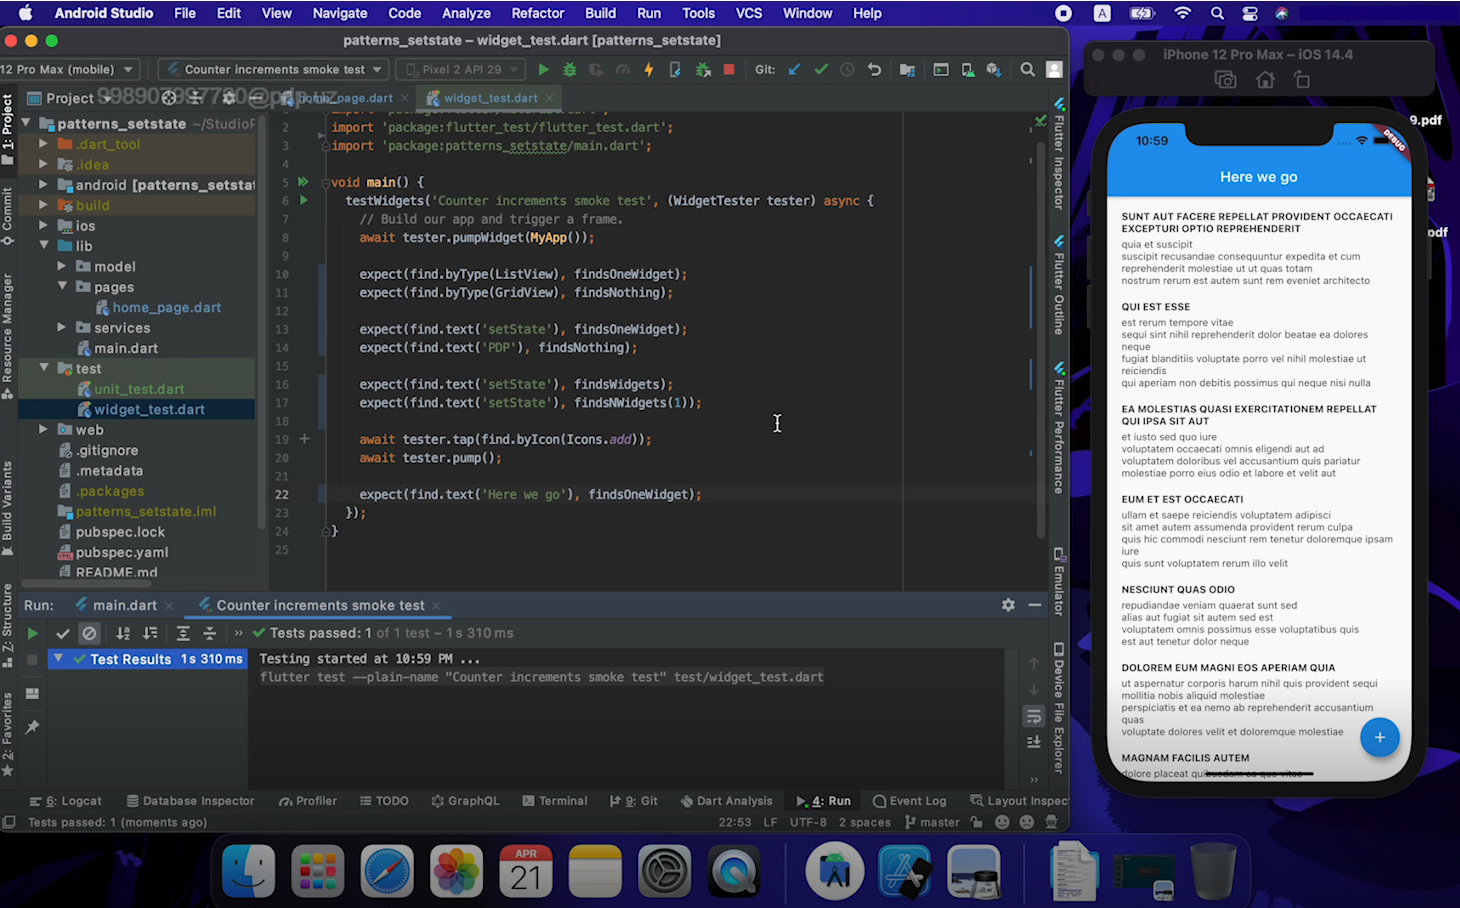 Android Studio File Edit View Navigate Code Analyze Refactor Build Run Tools VCS Window Help
A
patterns_setstate – widget_test.dart [patterns_setstate]
12 Pro Max (mobile) Counter increments smoke test Pixel 2 API 29 Git:
Project home_page.dart widget_test.dart
998907997730@pdp.uz
1: Project
Commit
Resource Manager
Build Variants
Z: Structure
2: Favorites
patterns_setstate ~/StudioP
.dart_tool
.idea
android [patterns_setstat
build
ios
lib
model
pages
home_page.dart
services
main.dart
test
unit_test.dart
widget_test.dart
web
.gitignore
.metadata
.packages
patterns_setstate.iml
pubspec.lock
pubspec.yaml
README.md
2 import 'package:flutter_test/flutter_test.dart';
3 import 'package:patterns_setstate/main.dart';
4
5 void main() {
6 testWidgets('Counter increments smoke test', (WidgetTester tester) async {
7 // Build our app and trigger a frame.
8 await tester.pumpWidget(MyApp());
9
10 expect(find.byType(ListView), findsOneWidget);
11 expect(find.byType(GridView), findsNothing);
12
13 expect(find.text('setState'), findsOneWidget);
14 expect(find.text('PDP'), findsNothing);
15
16 expect(find.text('setState'), findsWidgets);
17 expect(find.text('setState'), findsNWidgets(1));
18
19 await tester.tap(find.byIcon(Icons.add));
20 await tester.pump();
21
22 expect(find.text('Here we go'), findsOneWidget);
23 });
24 }
25
Flutter Inspector
Flutter Outline
Flutter Performance
Emulator
Device File Explorer
Run: main.dart Counter increments smoke test
Tests passed: 1 of 1 test – 1 s 310 ms
Test Results 1 s 310 ms
Testing started at 10:59 PM ...
flutter test --plain-name "Counter increments smoke test" test/widget_test.dart
6: Logcat Database Inspector Profiler TODO GraphQL Terminal 9: Git Dart Analysis 4: Run Event Log Layout Inspec
Tests passed: 1 (moments ago) 22:53 LF UTF-8 2 spaces master
iPhone 12 Pro Max – iOS 14.4
9.pdf
pdf
10:59
DEBUG
Here we go
SUNT AUT FACERE REPELLAT PROVIDENT OCCAECATI
EXCEPTURI OPTIO REPREHENDERIT
quia et suscipit
suscipit recusandae consequuntur expedita et cum
reprehenderit molestiae ut ut quas totam
nostrum rerum est autem sunt rem eveniet architecto
QUI EST ESSE
est rerum tempore vitae
sequi sint nihil reprehenderit dolor beatae ea dolores
neque
fugiat blanditiis voluptate porro vel nihil molestiae ut
reiciendis
qui aperiam non debitis possimus qui neque nisi nulla
EA MOLESTIAS QUASI EXERCITATIONEM REPELLAT
QUI IPSA SIT AUT
et iusto sed quo iure
voluptatem occaecati omnis eligendi aut ad
voluptatem doloribus vel accusantium quis pariatur
molestiae porro eius odio et labore et velit aut
EUM ET EST OCCAECATI
ullam et saepe reiciendis voluptatem adipisci
sit amet autem assumenda provident rerum culpa
quis hic commodi nesciunt rem tenetur doloremque ipsam
iure
quis sunt voluptatem rerum illo velit
NESCIUNT QUAS ODIO
repudiandae veniam quaerat sunt sed
alias aut fugiat sit autem sed est
voluptatem omnis possimus esse voluptatibus quis
est aut tenetur dolor neque
DOLOREM EUM MAGNI EOS APERIAM QUIA
ut aspernatur corporis harum nihil quis provident sequi
mollitia nobis aliquid molestiae
perspiciatis et ea nemo ab reprehenderit accusantium
quas
voluptate dolores velit et doloremque molestiae
MAGNAM FACILIS AUTEM
dolore placeat quibusdam ea quo vitae
APR
21